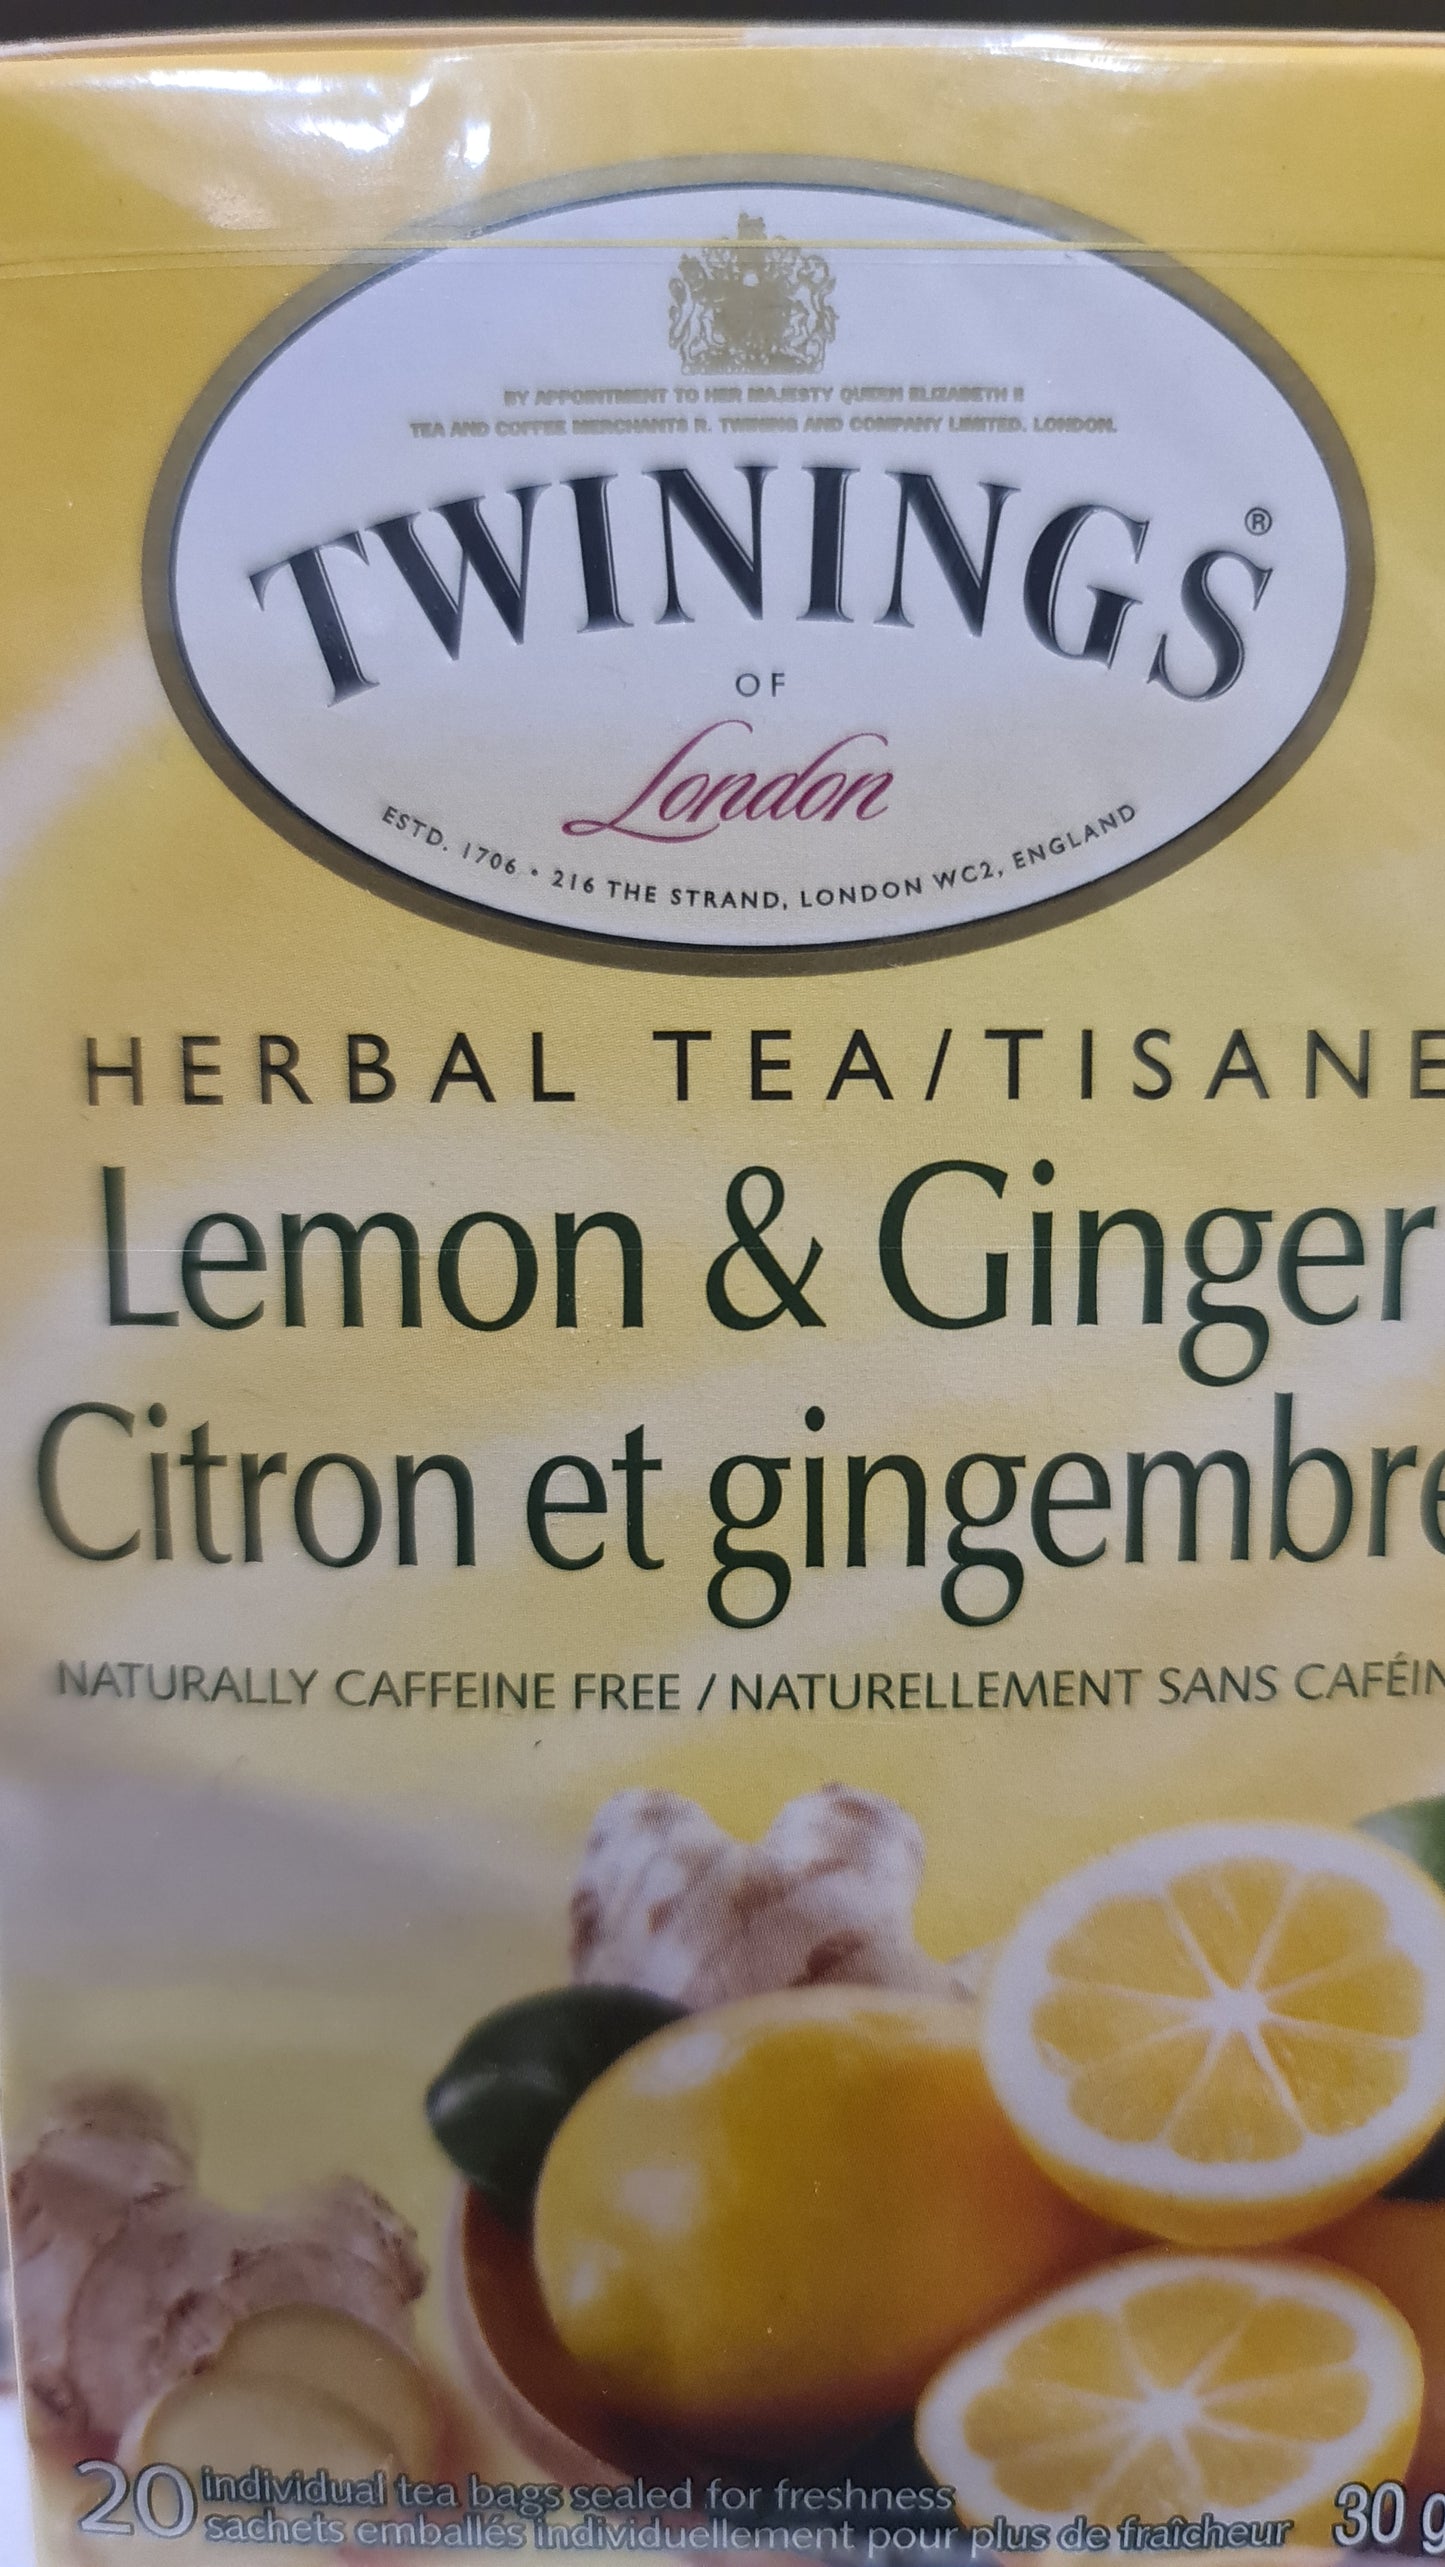 BY APPOINTMENT TO HER MAJESTY QUEEN ELIZABETH II
TEA AND COFFEE MERCHANTS R. TWINING AND COMPANY LIMITED, LONDON.
TWININGS®
OF
London
ESTD. 1706 • 216 THE STRAND, LONDON WC2, ENGLAND
HERBAL TEA/TISANE
Lemon & Ginger
Citron et gingembre
NATURALLY CAFFEINE FREE / NATURELLEMENT SANS CAFÉIN
20 individual tea bags sealed for freshness
sachets emballés individuellement pour plus de fraîcheur 30 g